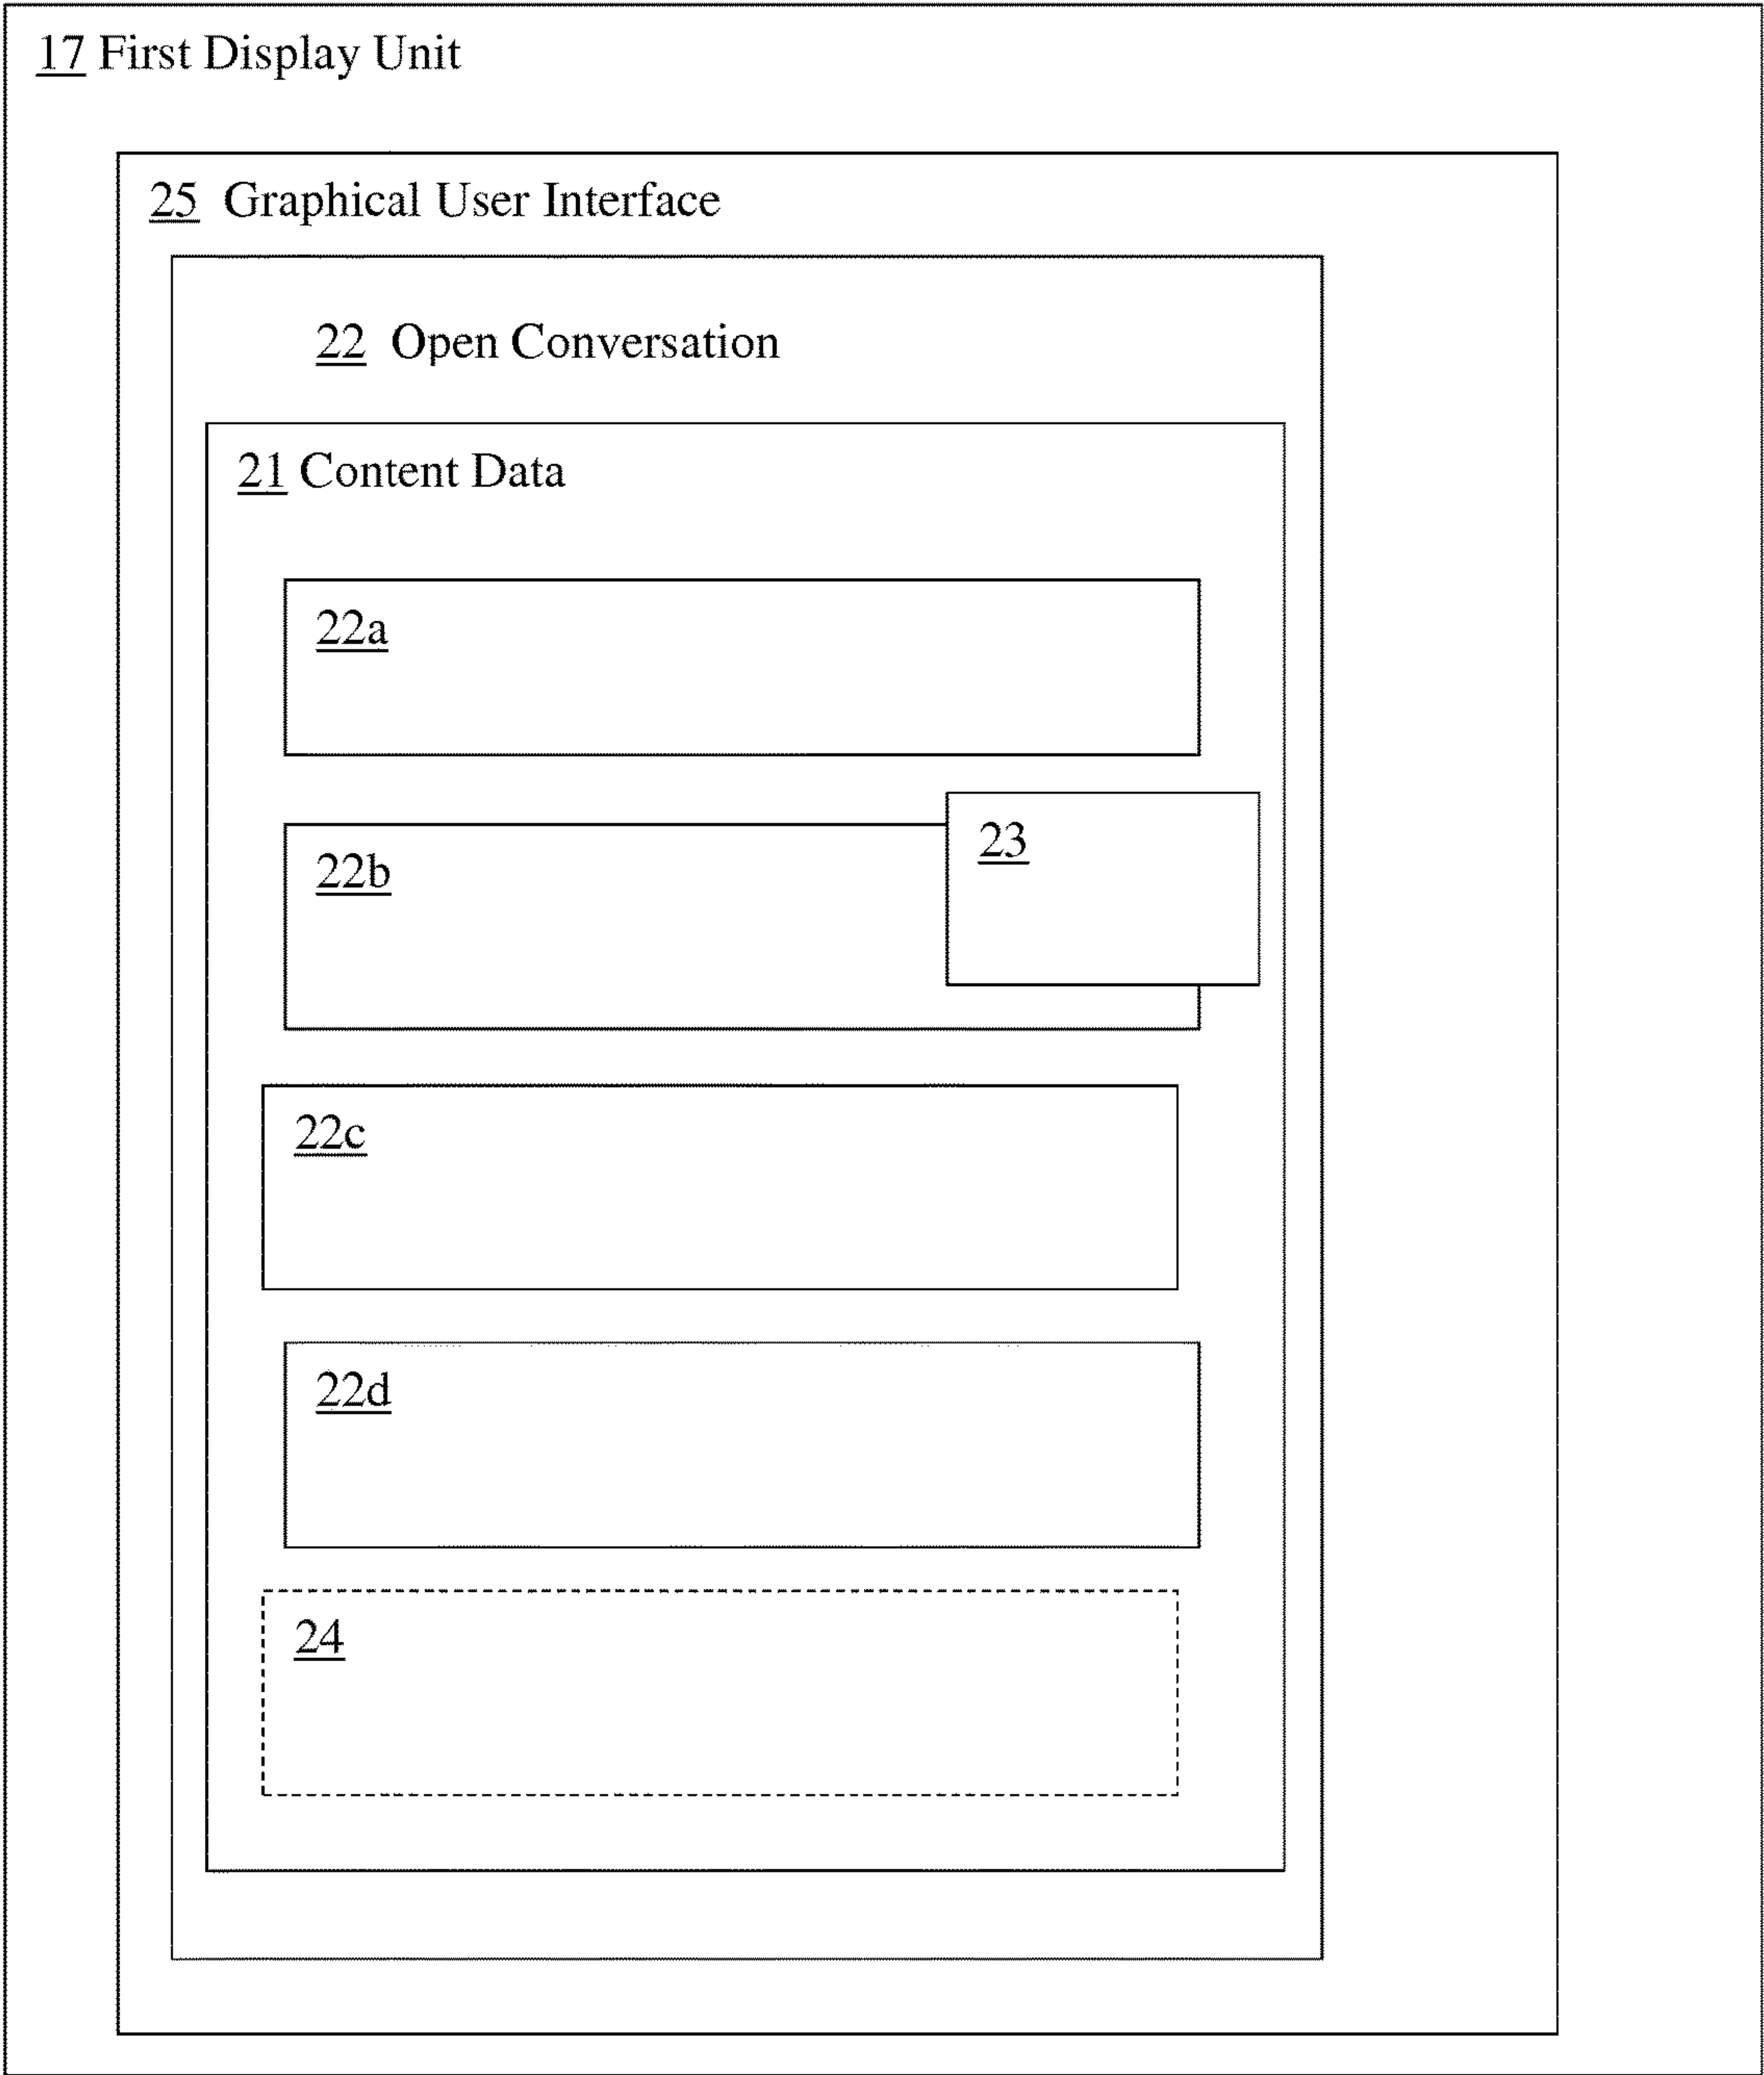 17 First Display Unit
25 Graphical User Interface
22 Open Conversation
21 Content Data
22a
23
22b
22c
22d
24